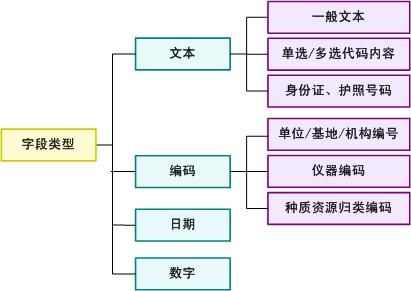 字段类型
文本
一般文本
单选/多选代码内容
身份证、护照号码
编码
单位/基地/机构编号
仪器编码
种质资源归类编码
日期
数字